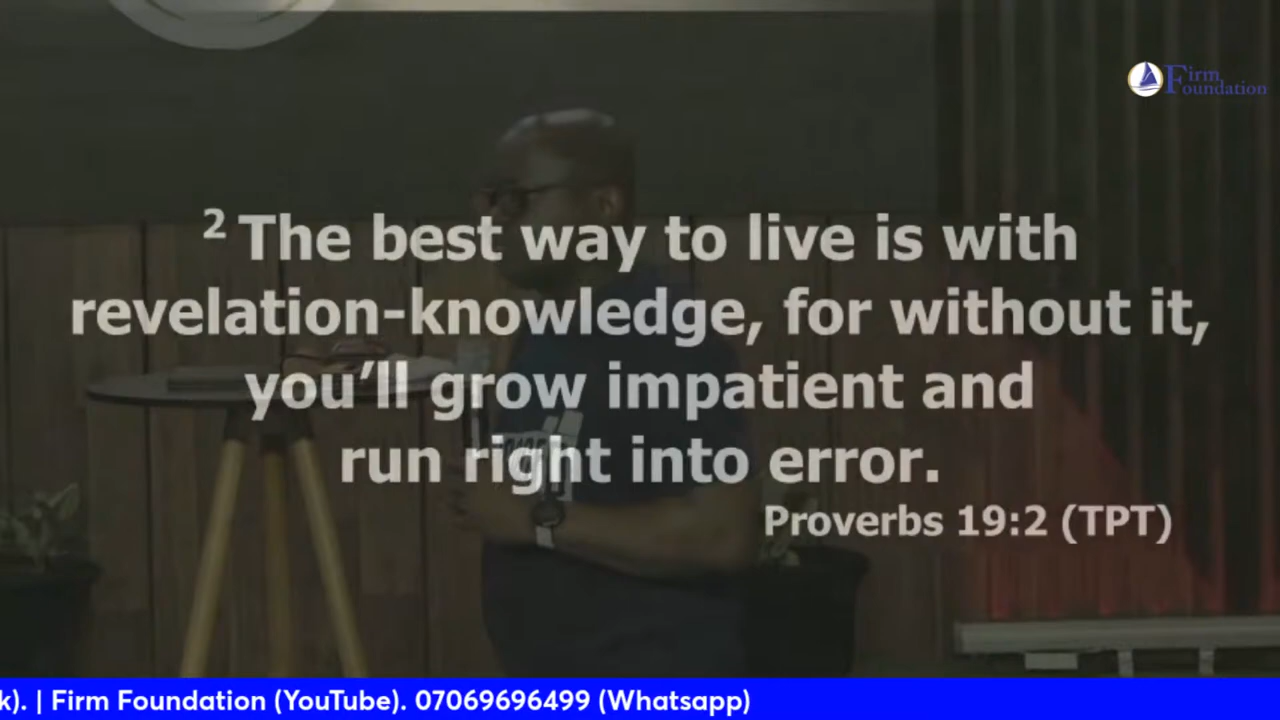 Firm
Foundation
2 The best way to live is with
revelation-knowledge, for without it,
you’ll grow impatient and
run right into error.
Proverbs 19:2 (TPT)
k). | Firm Foundation (YouTube). 07069696499 (Whatsapp)